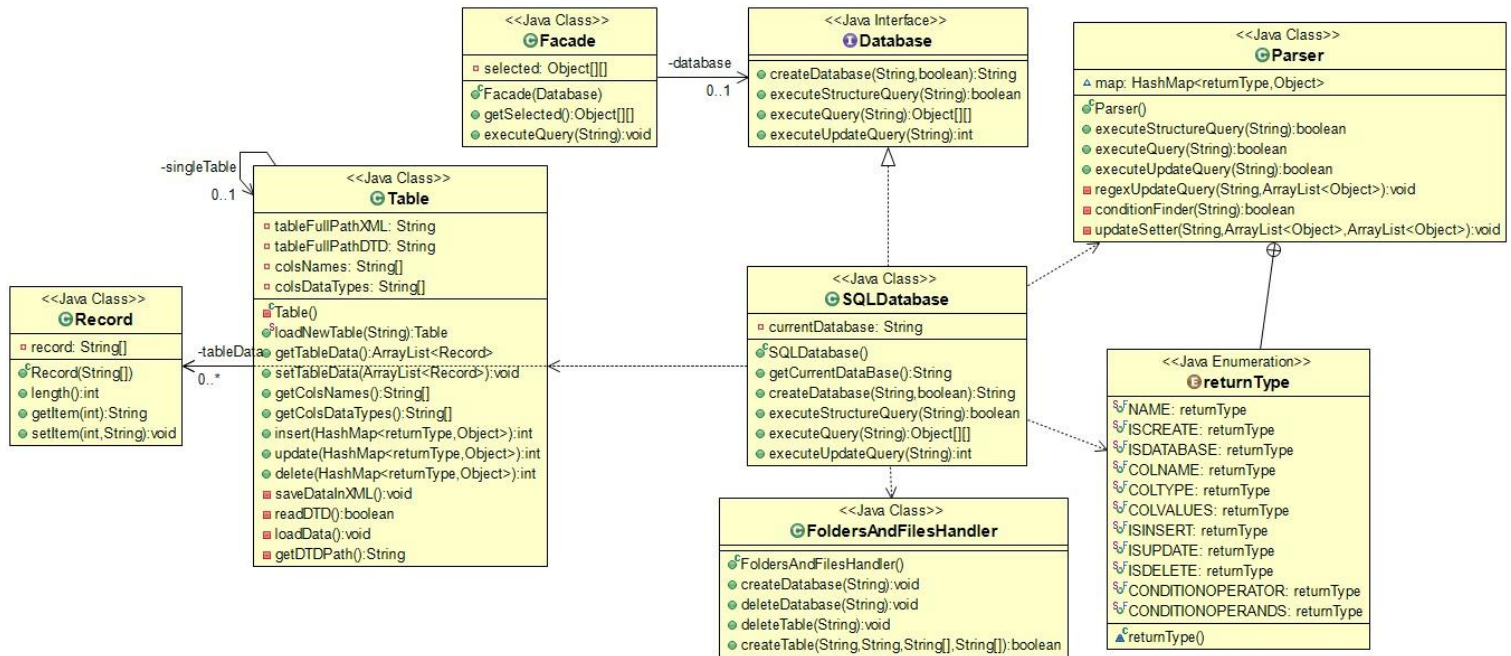 <<Java Class>>
Facade
selected: Object[][]
Facade(Database)
getSelected():Object[][]
executeQuery(String):void
-database
0..1
<<Java Interface>>
Database
createDatabase(String,boolean):String
executeStructureQuery(String):boolean
executeQuery(String):Object[][]
executeUpdateQuery(String):int
<<Java Class>>
Parser
map: HashMap<returnType,Object>
Parser()
executeStructureQuery(String):boolean
executeQuery(String):boolean
executeUpdateQuery(String):boolean
regexUpdateQuery(String,ArrayList<Object>):void
conditionFinder(String):boolean
updateSetter(String,ArrayList<Object>,ArrayList<Object>):void
-singleTable
0..1
<<Java Class>>
Table
tableFullPathXML: String
tableFullPathDTD: String
colsNames: String[]
colsDataTypes: String[]
Table()
loadNewTable(String):Table
getTableData():ArrayList<Record>
setTableData(ArrayList<Record>):void
getColsNames():String[]
getColsDataTypes():String[]
insert(HashMap<returnType,Object>):int
update(HashMap<returnType,Object>):int
delete(HashMap<returnType,Object>):int
saveDataInXML():void
readDTD():boolean
loadData():void
getDTDPath():String
<<Java Class>>
Record
record: String[]
Record(String[])
length():int
getItem(int):String
setItem(int,String):void
-tableData
0..*
<<Java Class>>
SQLDatabase
currentDatabase: String
SQLDatabase()
getCurrentDataBase():String
createDatabase(String,boolean):String
executeStructureQuery(String):boolean
executeQuery(String):Object[][]
executeUpdateQuery(String):int
<<Java Enumeration>>
returnType
NAME: returnType
ISCREATE: returnType
ISDATABASE: returnType
COLNAME: returnType
COLTYPE: returnType
COLVALUES: returnType
ISINSERT: returnType
ISUPDATE: returnType
ISDELETE: returnType
CONDITIONOPERATOR: returnType
CONDITIONOPERANDS: returnType
returnType()
<<Java Class>>
FoldersAndFilesHandler
FoldersAndFilesHandler()
createDatabase(String):void
deleteDatabase(String):void
deleteTable(String):void
createTable(String,String,String[],String[]):boolean